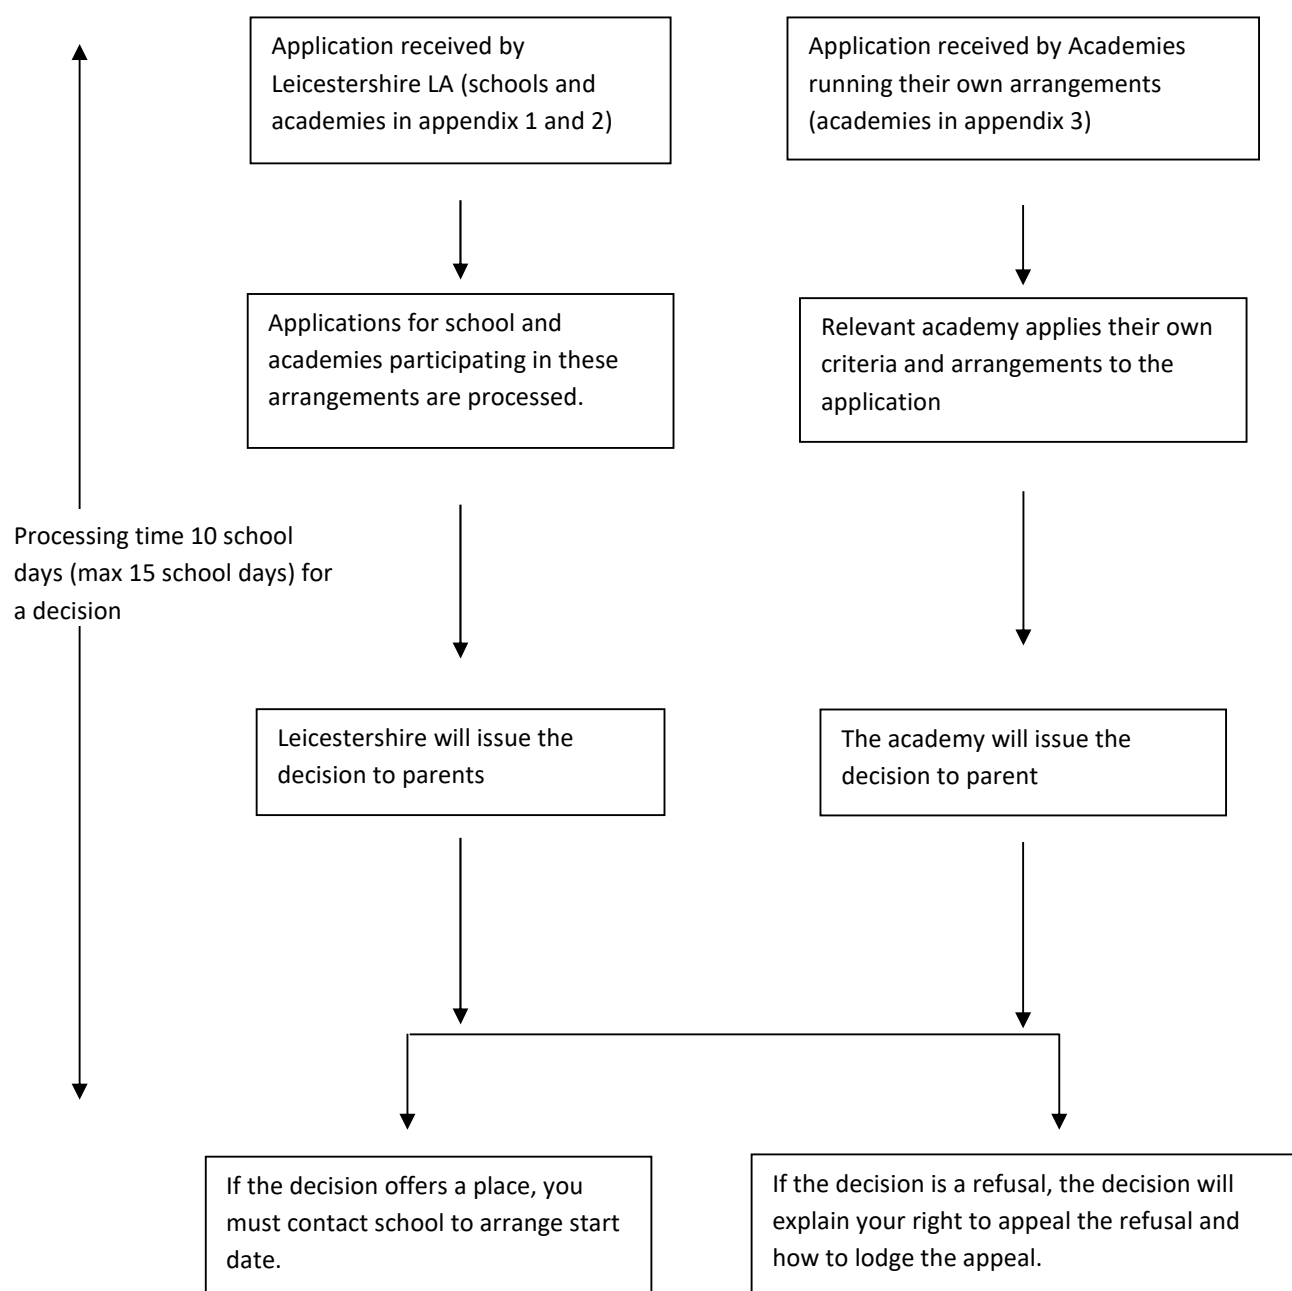 Application received by
Leicestershire LA (schools and
academies in appendix 1 and 2)
Application received by Academies
running their own arrangements
(academies in appendix 3)
Applications for school and
academies participating in these
arrangements are processed.
Relevant academy applies their own
criteria and arrangements to the
application
Processing time 10 school
days (max 15 school days) for
a decision
Leicestershire will issue the
decision to parents
The academy will issue the
decision to parent
If the decision offers a place, you
must contact school to arrange start
date.
If the decision is a refusal, the decision will
explain your right to appeal the refusal and
how to lodge the appeal.